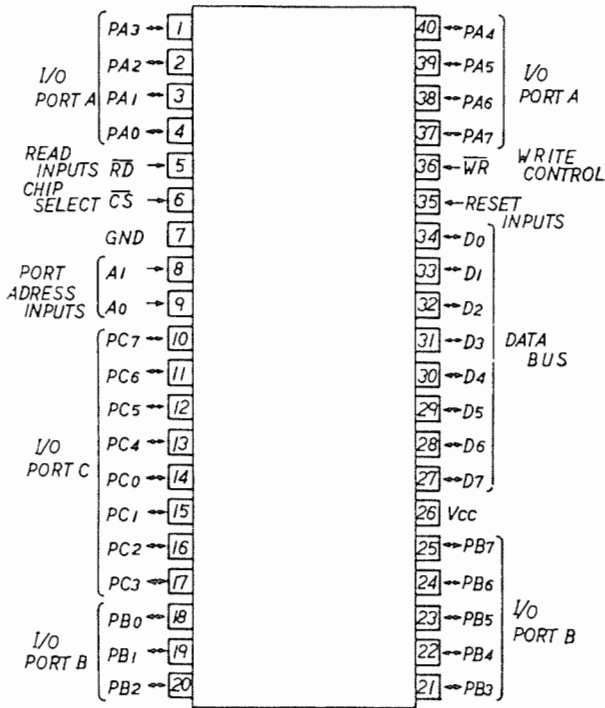 PA3 1
PA2 2
PA1 3
PA0 4
I/O
PORT A
READ
INPUTS R̅D̅ 5
CHIP
SELECT C̅S̅ 6
GND 7
A1 8
A0 9
PORT
ADRESS
INPUTS
PC7 10
PC6 11
PC5 12
PC4 13
PC0 14
PC1 15
PC2 16
PC3 17
I/O
PORT C
PB0 18
PB1 19
PB2 20
I/O
PORT B
40 PA4
39 PA5
38 PA6
37 PA7
I/O
PORT A
36 W̅R̅ WRITE
CONTROL
35 RESET
INPUTS
34 D0
33 D1
32 D2
31 D3
30 D4
29 D5
28 D6
27 D7
DATA
BUS
26 Vcc
25 PB7
24 PB6
23 PB5
22 PB4
21 PB3
I/O
PORT B